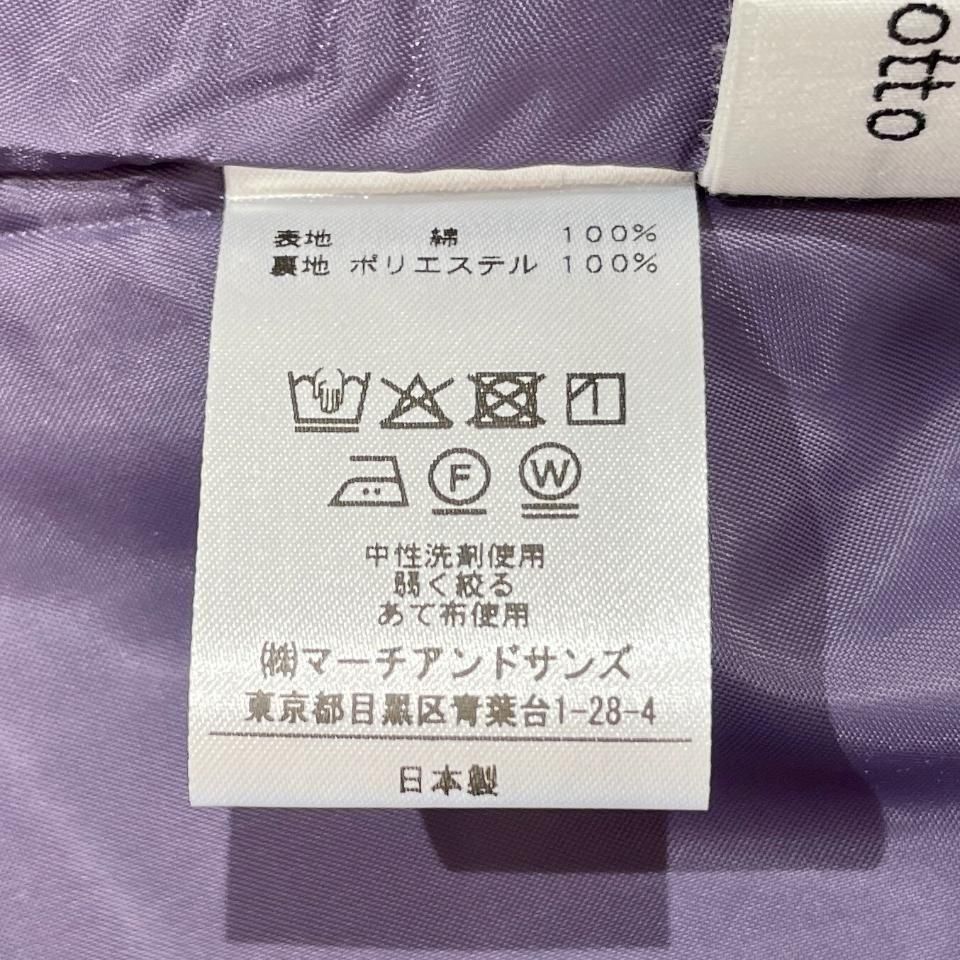 otto
表地 綿 100%
裏地 ポリエステル 100%
F W
中性洗剤使用
弱く絞る
あて布使用
㈱マーチアンドサンズ
東京都目黒区青葉台1-28-4
日本製